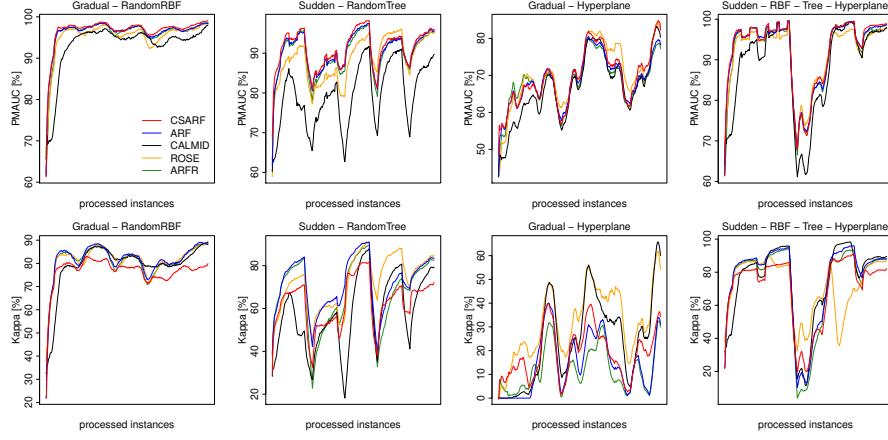 Gradual − RandomRBF
Sudden − RandomTree
Gradual − Hyperplane
Sudden − RBF − Tree − Hyperplane
PMAUC [%]
100
90
80
70
60
CSARF
ARF
CALMID
ROSE
ARFR
processed instances
PMAUC [%]
90
80
70
60
processed instances
PMAUC [%]
80
70
60
50
processed instances
PMAUC [%]
100
90
80
70
60
processed instances
Gradual − RandomRBF
Sudden − RandomTree
Gradual − Hyperplane
Sudden − RBF − Tree − Hyperplane
Kappa [%]
90
80
70
60
50
40
30
20
processed instances
Kappa [%]
80
60
40
20
processed instances
Kappa [%]
60
50
40
30
20
10
0
processed instances
Kappa [%]
100
80
60
40
20
processed instances